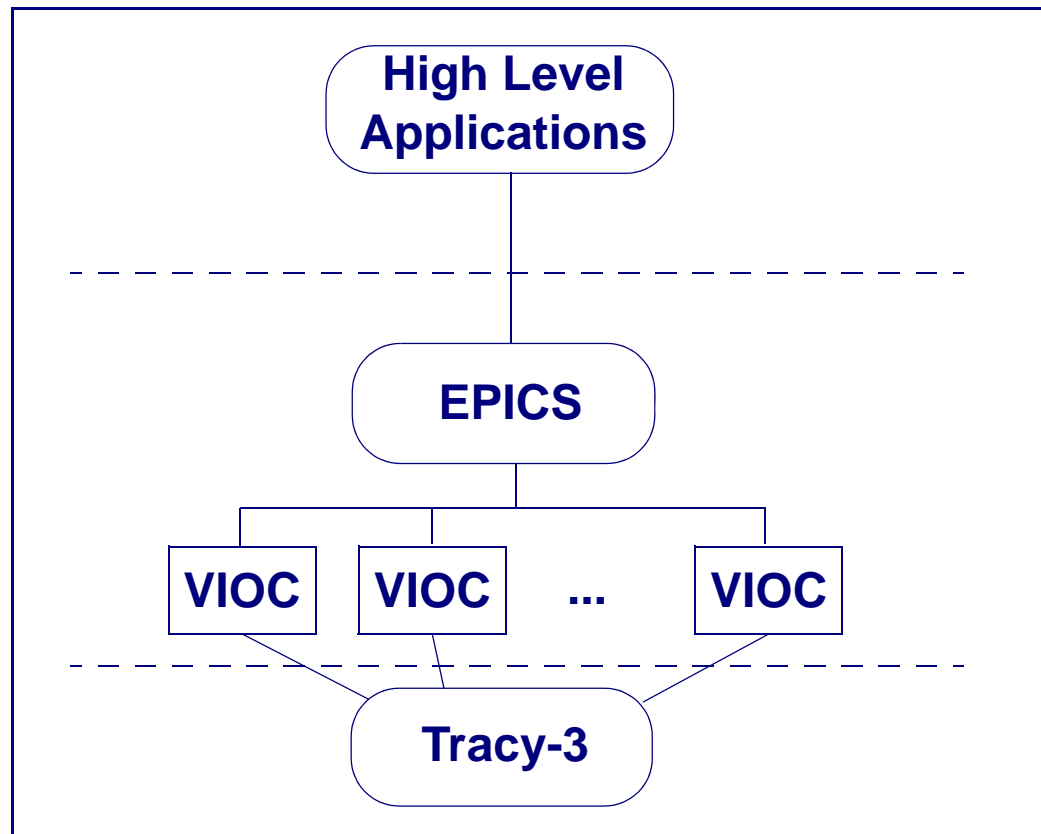 High Level
Applications
EPICS
VIOC VIOC ... VIOC
Tracy-3